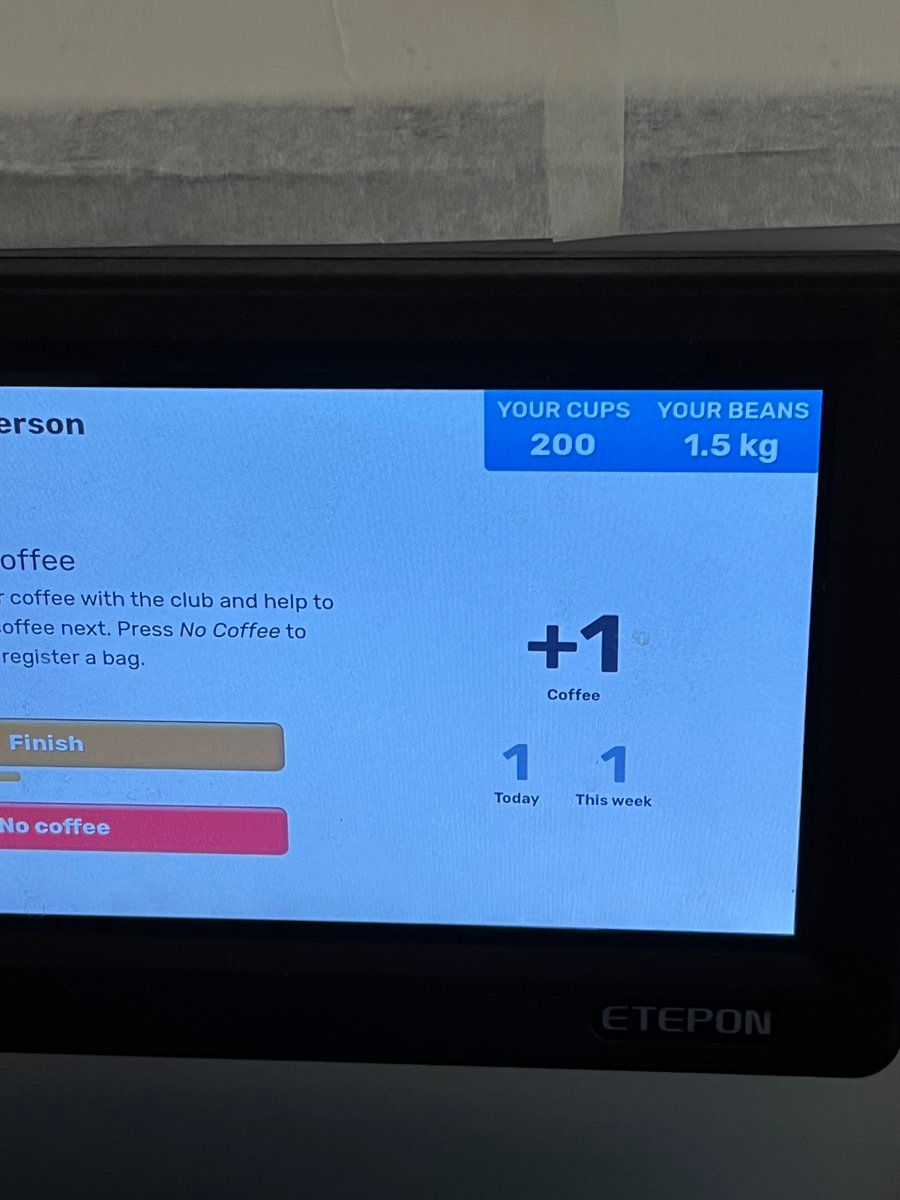 erson
YOUR CUPS YOUR BEANS
200 1.5 kg
offee
r coffee with the club and help to
coffee next. Press No Coffee to
register a bag.
+1
Coffee
Finish
1 1
Today This week
No coffee
ETEPON